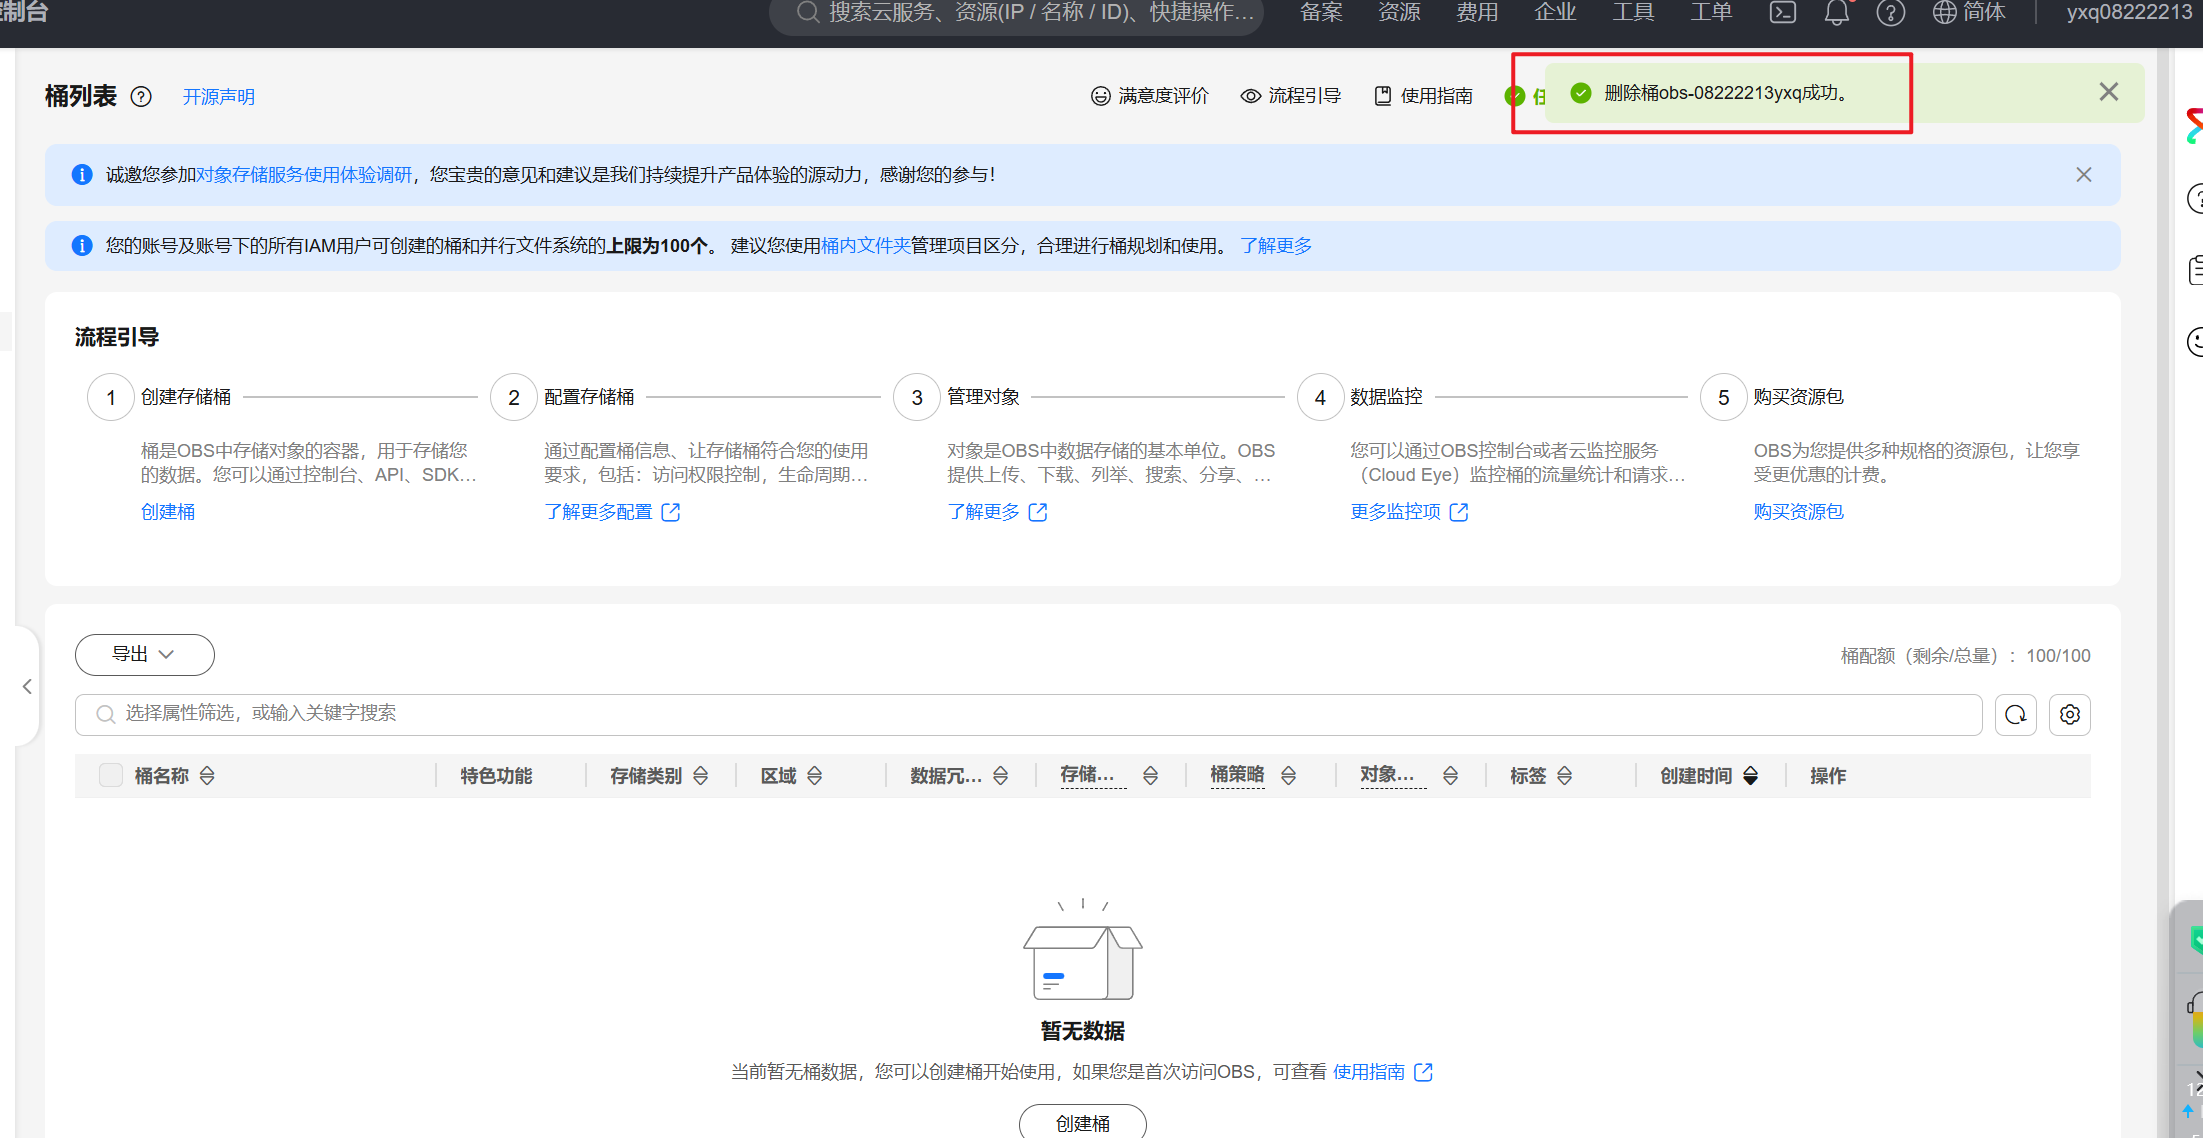 控制台
搜索云服务、资源(IP / 名称 / ID)、快捷操作...
备案
资源
费用
企业
工具
工单
简体
yxq08222213
桶列表
开源声明
满意度评价
流程引导
使用指南
删除桶obs-08222213yxq成功。
诚邀您参加对象存储服务使用体验调研，您宝贵的意见和建议是我们持续提升产品体验的源动力，感谢您的参与！
您的账号及账号下的所有IAM用户可创建的桶和并行文件系统的上限为100个。 建议您使用桶内文件夹管理项目区分，合理进行桶规划和使用。 了解更多
流程引导
1 创建存储桶
桶是OBS中存储对象的容器，用于存储您
的数据。您可以通过控制台、API、SDK...
创建桶
2 配置存储桶
通过配置桶信息、让存储桶符合您的使用
要求，包括：访问权限控制，生命周期...
了解更多配置
3 管理对象
对象是OBS中数据存储的基本单位。OBS
提供上传、下载、列举、搜索、分享、...
了解更多
4 数据监控
您可以通过OBS控制台或者云监控服务
（Cloud Eye）监控桶的流量统计和请求...
更多监控项
5 购买资源包
OBS为您提供多种规格的资源包，让您享
受更优惠的计费。
购买资源包
导出
桶配额（剩余/总量）：100/100
选择属性筛选，或输入关键字搜索
桶名称
特色功能
存储类别
区域
数据冗...
存储...
桶策略
对象...
标签
创建时间
操作
暂无数据
当前暂无桶数据，您可以创建桶开始使用，如果您是首次访问OBS，可查看 使用指南
创建桶